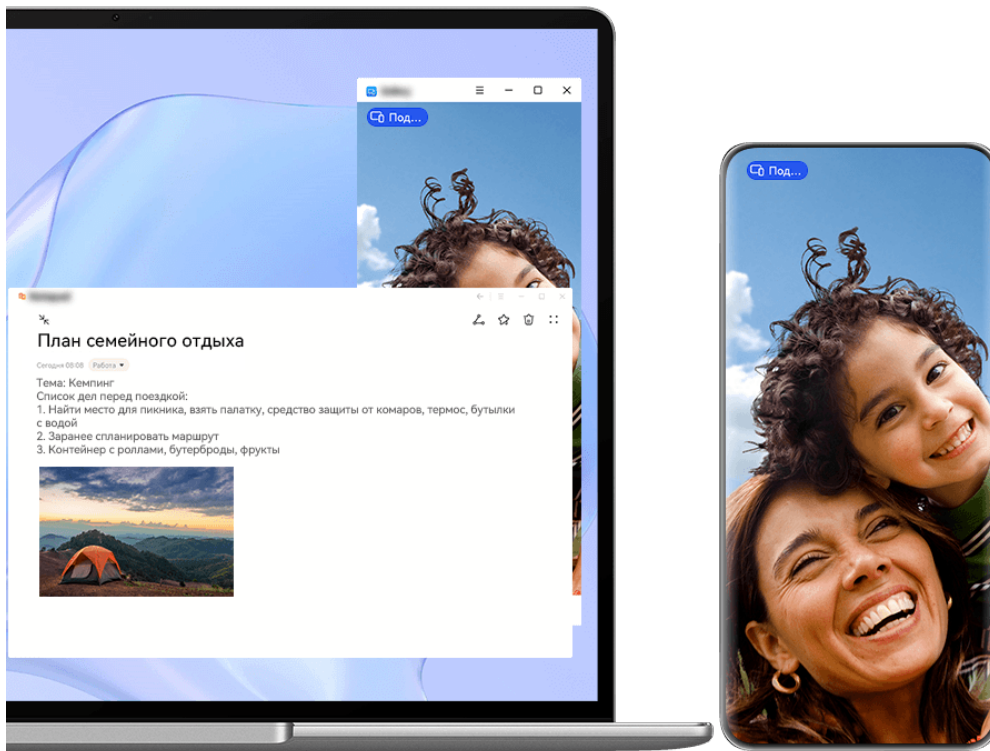 Под...
Под...
План семейного отдыха
Сегодня 08:08 Работа
Тема: Кемпинг
Список дел перед поездкой:
1. Найти место для пикника, взять палатку, средство защиты от комаров, термос, бутылки
с водой
2. Заранее спланировать маршрут
3. Контейнер с роллами, бутерброды, фрукты